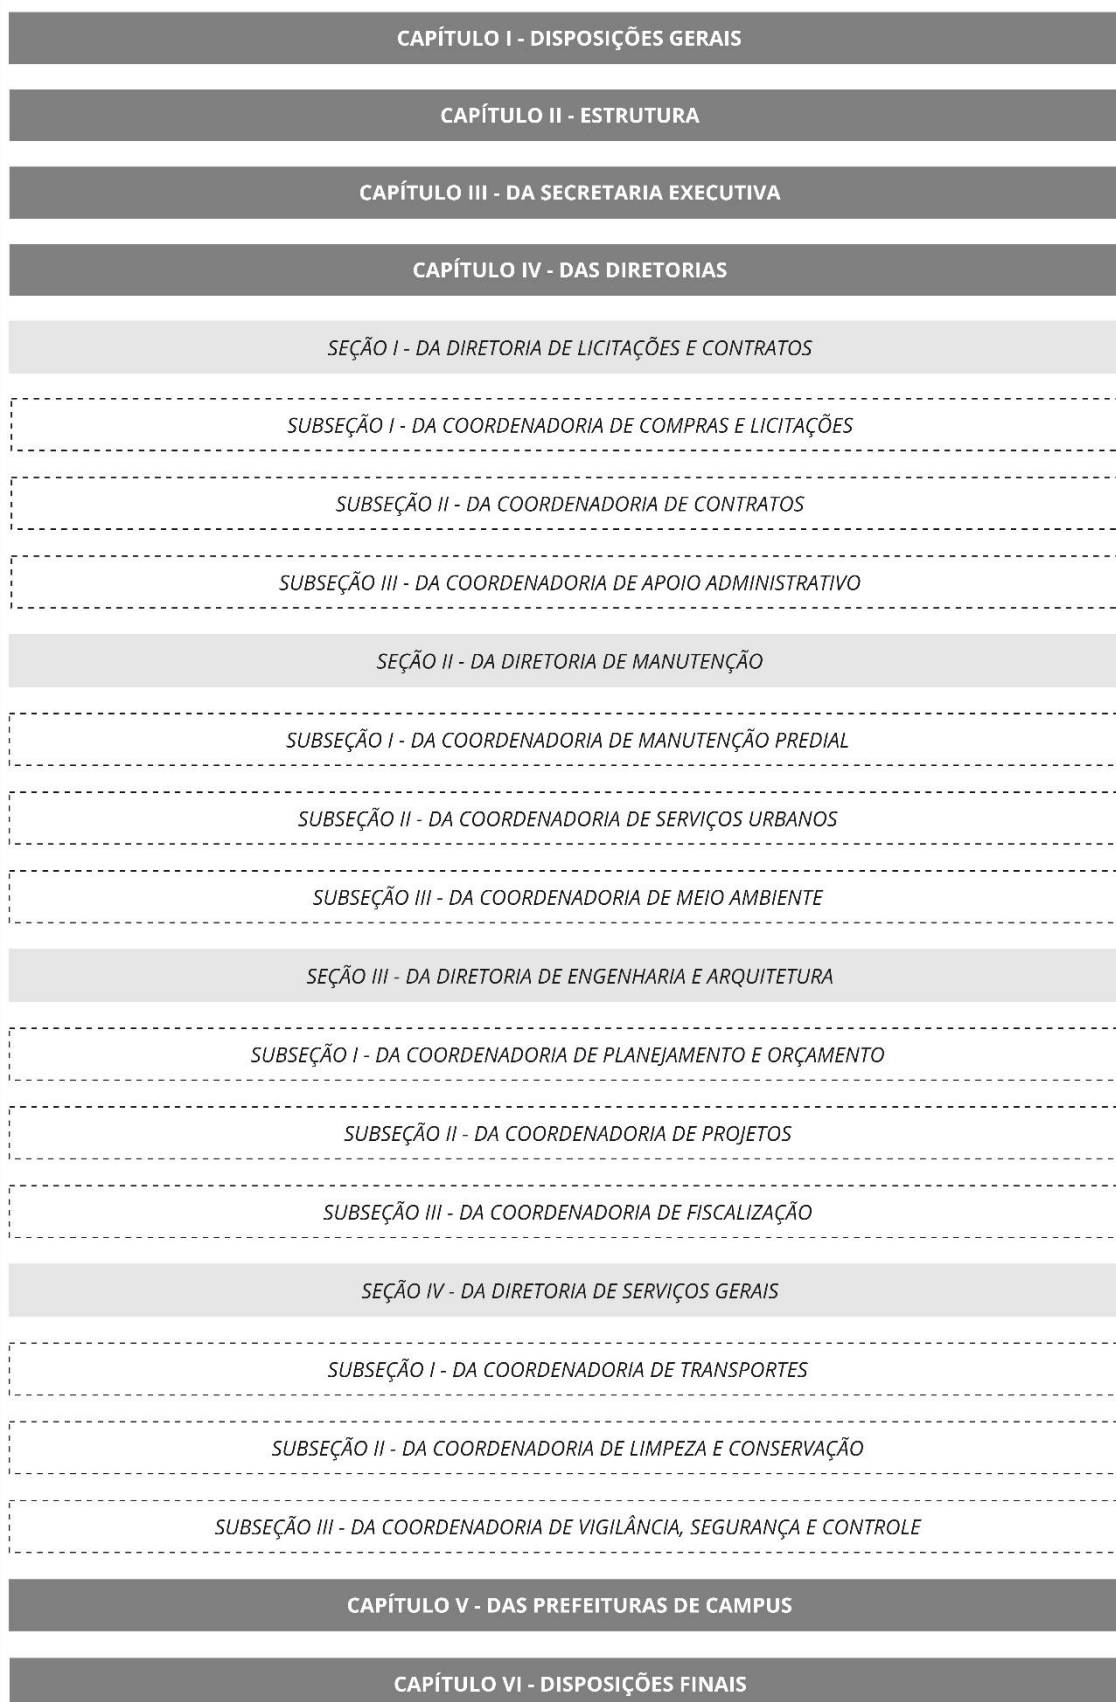 CAPÍTULO I - DISPOSIÇÕES GERAIS
CAPÍTULO II - ESTRUTURA
CAPÍTULO III - DA SECRETARIA EXECUTIVA
CAPÍTULO IV - DAS DIRETORIAS
SEÇÃO I - DA DIRETORIA DE LICITAÇÕES E CONTRATOS
SUBSEÇÃO I - DA COORDENADORIA DE COMPRAS E LICITAÇÕES
SUBSEÇÃO II - DA COORDENADORIA DE CONTRATOS
SUBSEÇÃO III - DA COORDENADORIA DE APOIO ADMINISTRATIVO
SEÇÃO II - DA DIRETORIA DE MANUTENÇÃO
SUBSEÇÃO I - DA COORDENADORIA DE MANUTENÇÃO PREDIAL
SUBSEÇÃO II - DA COORDENADORIA DE SERVIÇOS URBANOS
SUBSEÇÃO III - DA COORDENADORIA DE MEIO AMBIENTE
SEÇÃO III - DA DIRETORIA DE ENGENHARIA E ARQUITETURA
SUBSEÇÃO I - DA COORDENADORIA DE PLANEJAMENTO E ORÇAMENTO
SUBSEÇÃO II - DA COORDENADORIA DE PROJETOS
SUBSEÇÃO III - DA COORDENADORIA DE FISCALIZAÇÃO
SEÇÃO IV - DA DIRETORIA DE SERVIÇOS GERAIS
SUBSEÇÃO I - DA COORDENADORIA DE TRANSPORTES
SUBSEÇÃO II - DA COORDENADORIA DE LIMPEZA E CONSERVAÇÃO
SUBSEÇÃO III - DA COORDENADORIA DE VIGILÂNCIA, SEGURANÇA E CONTROLE
CAPÍTULO V - DAS PREFEITURAS DE CAMPUS
CAPÍTULO VI - DISPOSIÇÕES FINAIS